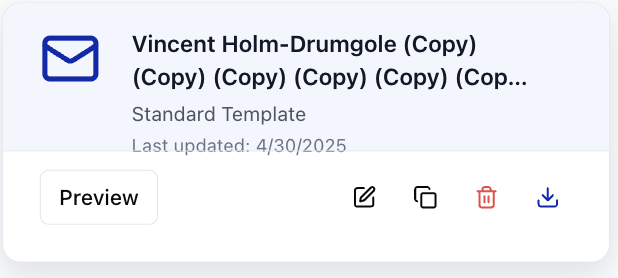 Vincent Holm-Drumgole (Copy)
(Copy) (Copy) (Copy) (Copy) (Cop...
Standard Template
Last updated: 4/30/2025
Preview